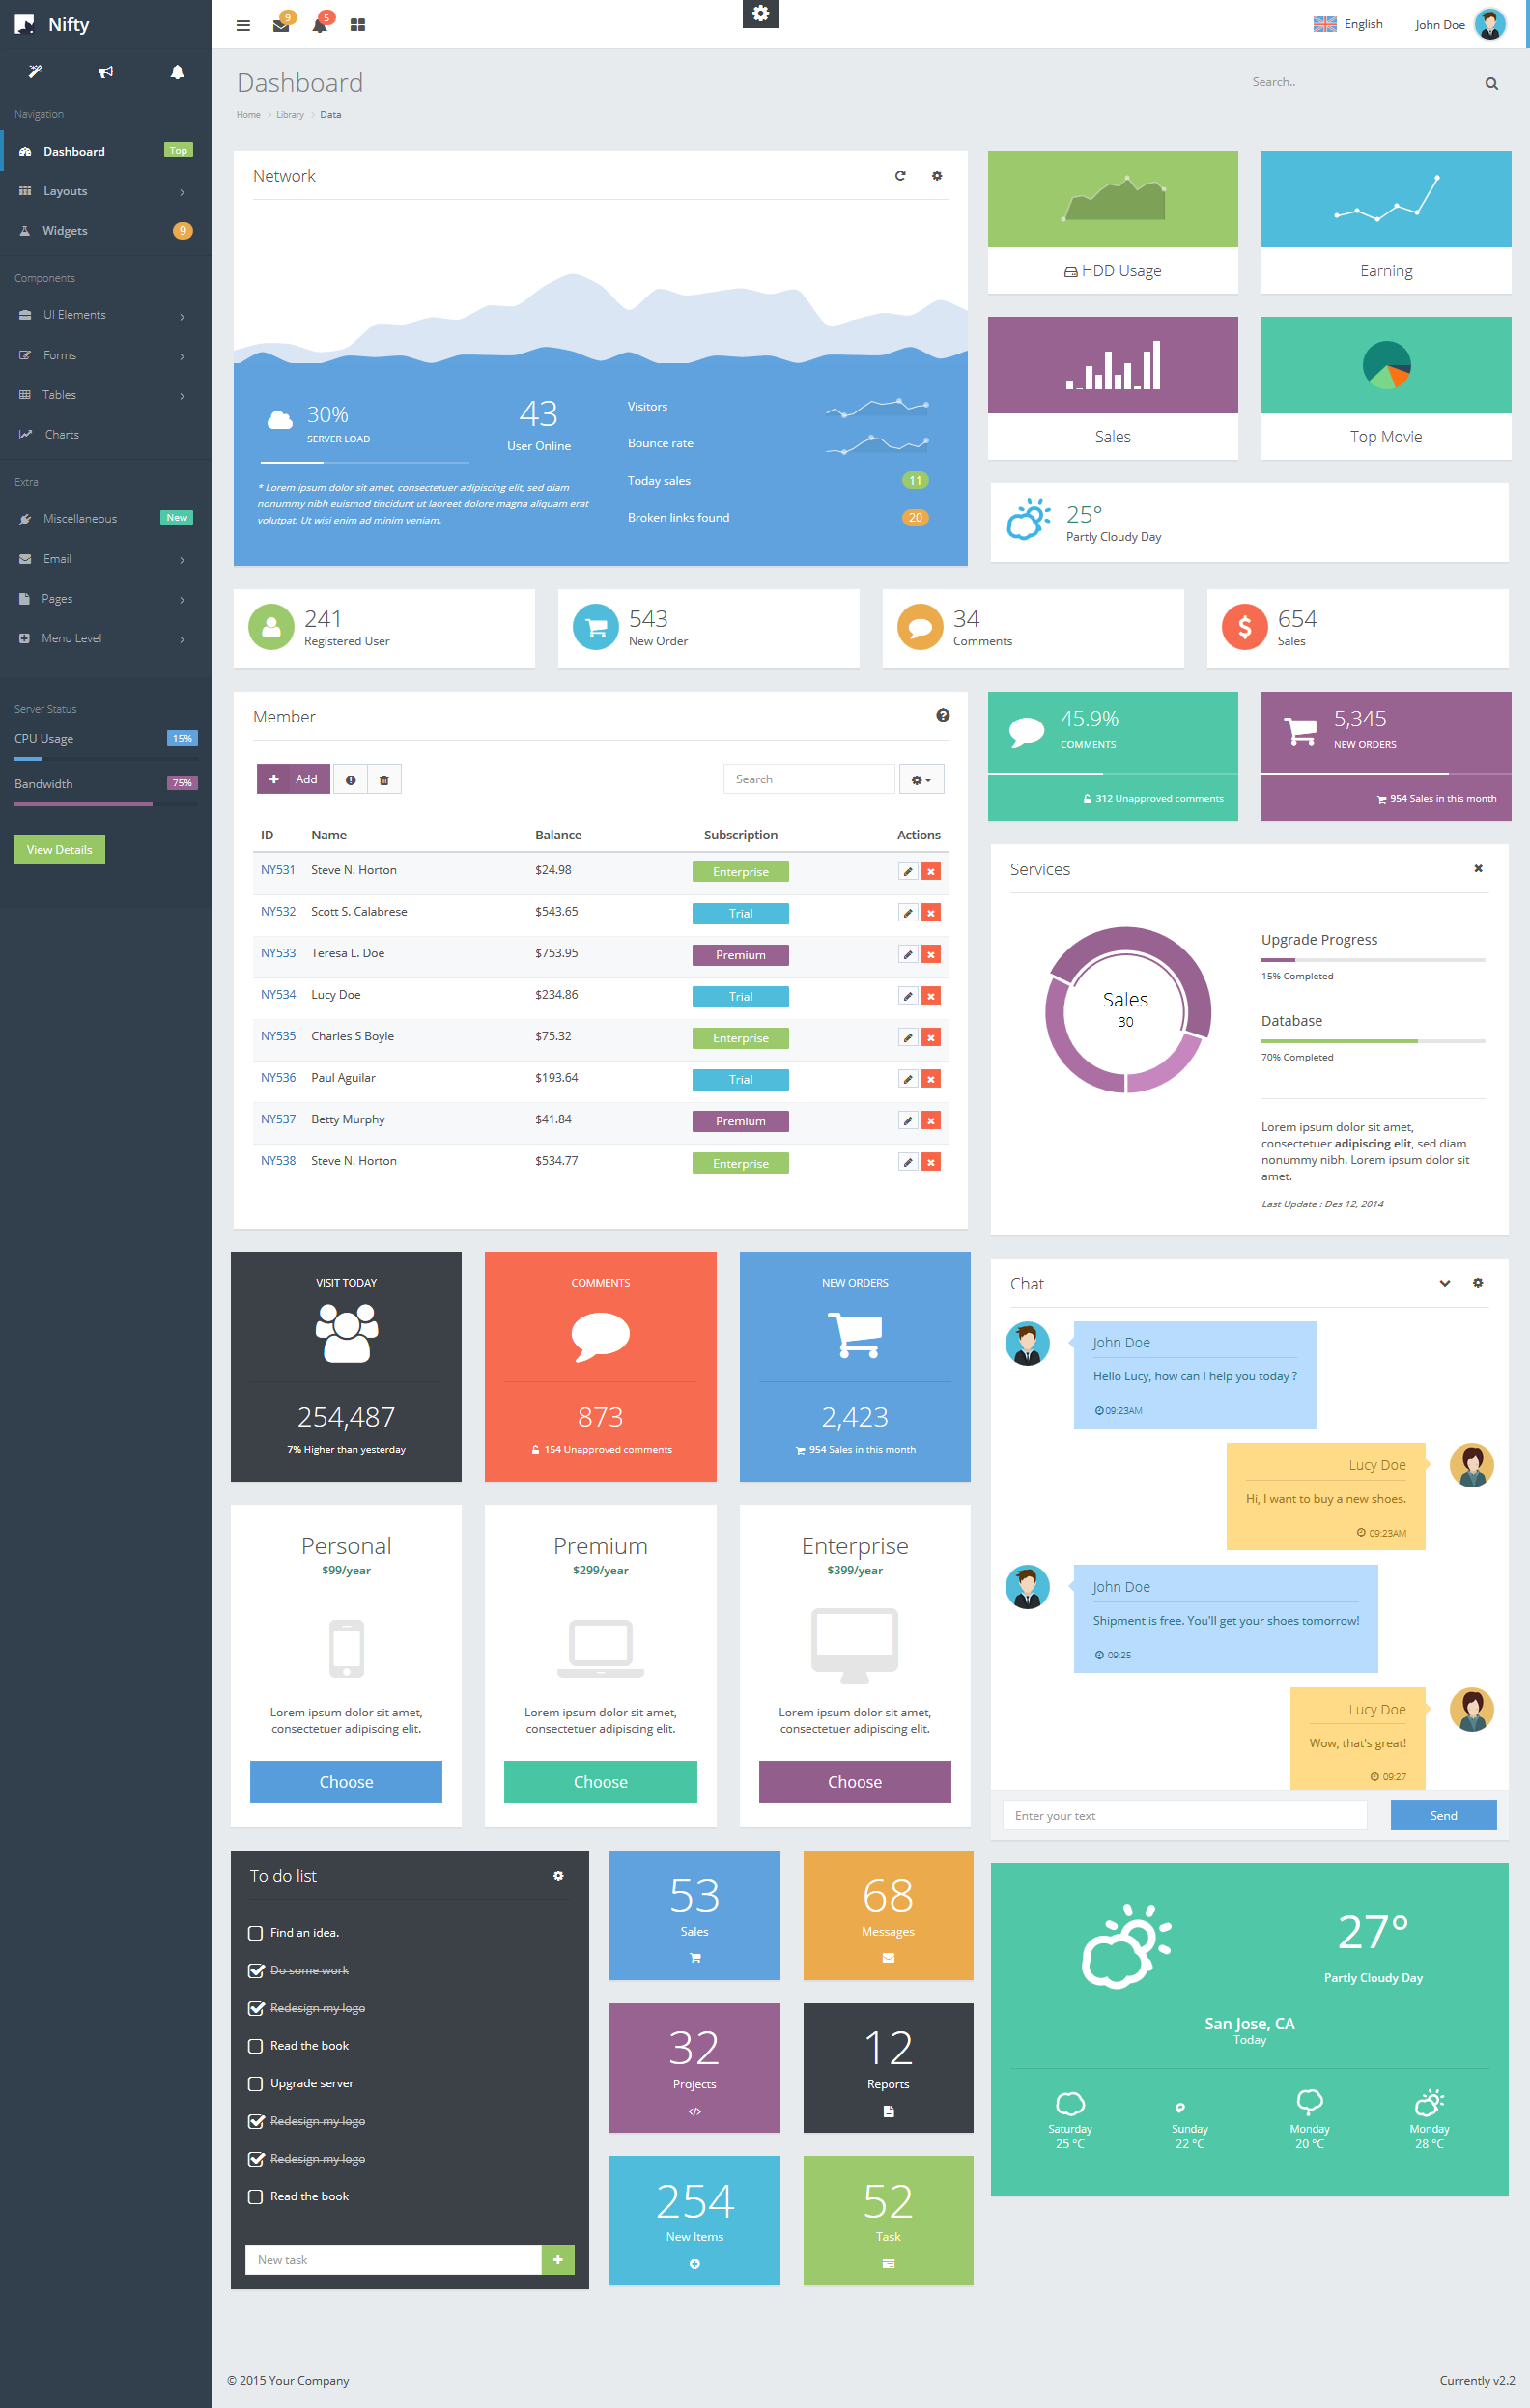 Nifty
9
5
English
John Doe
Navigation
Dashboard
Top
Layouts
Widgets
9
Components
UI Elements
Forms
Tables
Charts
Extra
Miscellaneous
New
Email
Pages
Menu Level
Server Status
CPU Usage
15%
Bandwidth
75%
View Details
Dashboard
Search..
Home
Library
Data
Network
30%
SERVER LOAD
43
User Online
* Lorem ipsum dolor sit amet, consectetuer adipiscing elit, sed diam
nonummy nibh euismod tincidunt ut laoreet dolore magna aliquam erat
volutpat. Ut wisi enim ad minim veniam.
Visitors
Bounce rate
Today sales
11
Broken links found
20
HDD Usage
Earning
Sales
Top Movie
25°
Partly Cloudy Day
241
Registered User
543
New Order
34
Comments
654
Sales
Member
Add
Search
ID Name Balance Subscription Actions
NY531 Steve N. Horton $24.98 Enterprise
NY532 Scott S. Calabrese $543.65 Trial
NY533 Teresa L. Doe $753.95 Premium
NY534 Lucy Doe $234.86 Trial
NY535 Charles S Boyle $75.32 Enterprise
NY536 Paul Aguilar $193.64 Trial
NY537 Betty Murphy $41.84 Premium
NY538 Steve N. Horton $534.77 Enterprise
45.9%
COMMENTS
312 Unapproved comments
5,345
NEW ORDERS
954 Sales in this month
Services
Sales
30
Upgrade Progress
15% Completed
Database
70% Completed
Lorem ipsum dolor sit amet,
consectetuer adipiscing elit, sed diam
nonummy nibh. Lorem ipsum dolor sit
amet.
Last Update : Des 12, 2014
VISIT TODAY
254,487
7% Higher than yesterday
COMMENTS
873
154 Unapproved comments
NEW ORDERS
2,423
954 Sales in this month
Personal
$99/year
Lorem ipsum dolor sit amet,
consectetuer adipiscing elit.
Choose
Premium
$299/year
Lorem ipsum dolor sit amet,
consectetuer adipiscing elit.
Choose
Enterprise
$399/year
Lorem ipsum dolor sit amet,
consectetuer adipiscing elit.
Choose
Chat
John Doe
Hello Lucy, how can I help you today ?
09:23AM
Lucy Doe
Hi, I want to buy a new shoes.
09:23AM
John Doe
Shipment is free. You'll get your shoes tomorrow!
09:25
Lucy Doe
Wow, that's great!
09:27
Enter your text
Send
To do list
Find an idea.
Do some work
Redesign my logo
Read the book
Upgrade server
Redesign my logo
Redesign my logo
Read the book
New task
53
Sales
68
Messages
32
Projects
12
Reports
254
New Items
52
Task
27°
Partly Cloudy Day
San Jose, CA
Today
Saturday
25 °C
Sunday
22 °C
Monday
20 °C
Monday
28 °C
© 2015 Your Company
Currently v2.2